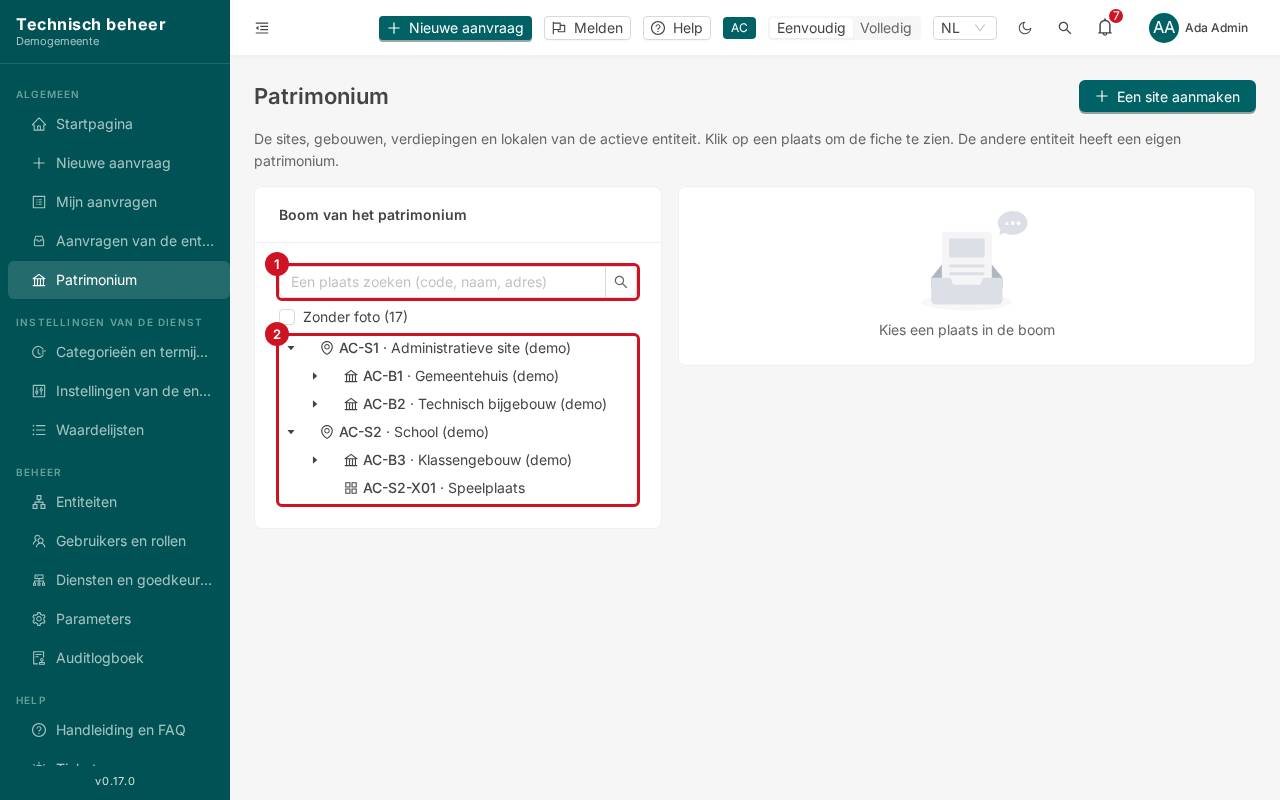 Technisch beheer
Demogemeente
ALGEMEEN
Startpagina
Nieuwe aanvraag
Mijn aanvragen
Aanvragen van de ent...
Patrimonium
INSTELLINGEN VAN DE DIENST
Categorieën en termij...
Instellingen van de en...
Waardelijsten
BEHEER
Entiteiten
Gebruikers en rollen
Diensten en goedkeur...
Parameters
Auditlogboek
HELP
Handleiding en FAQ
v0.17.0
Nieuwe aanvraag
Melden
Help
AC
Eenvoudig
Volledig
NL
7
AA
Ada Admin
Patrimonium
Een site aanmaken
De sites, gebouwen, verdiepingen en lokalen van de actieve entiteit. Klik op een plaats om de fiche te zien. De andere entiteit heeft een eigen
patrimonium.
Boom van het patrimonium
1
Een plaats zoeken (code, naam, adres)
Zonder foto (17)
2
AC-S1 · Administratieve site (demo)
AC-B1 · Gemeentehuis (demo)
AC-B2 · Technisch bijgebouw (demo)
AC-S2 · School (demo)
AC-B3 · Klassengebouw (demo)
AC-S2-X01 · Speelplaats
Kies een plaats in de boom